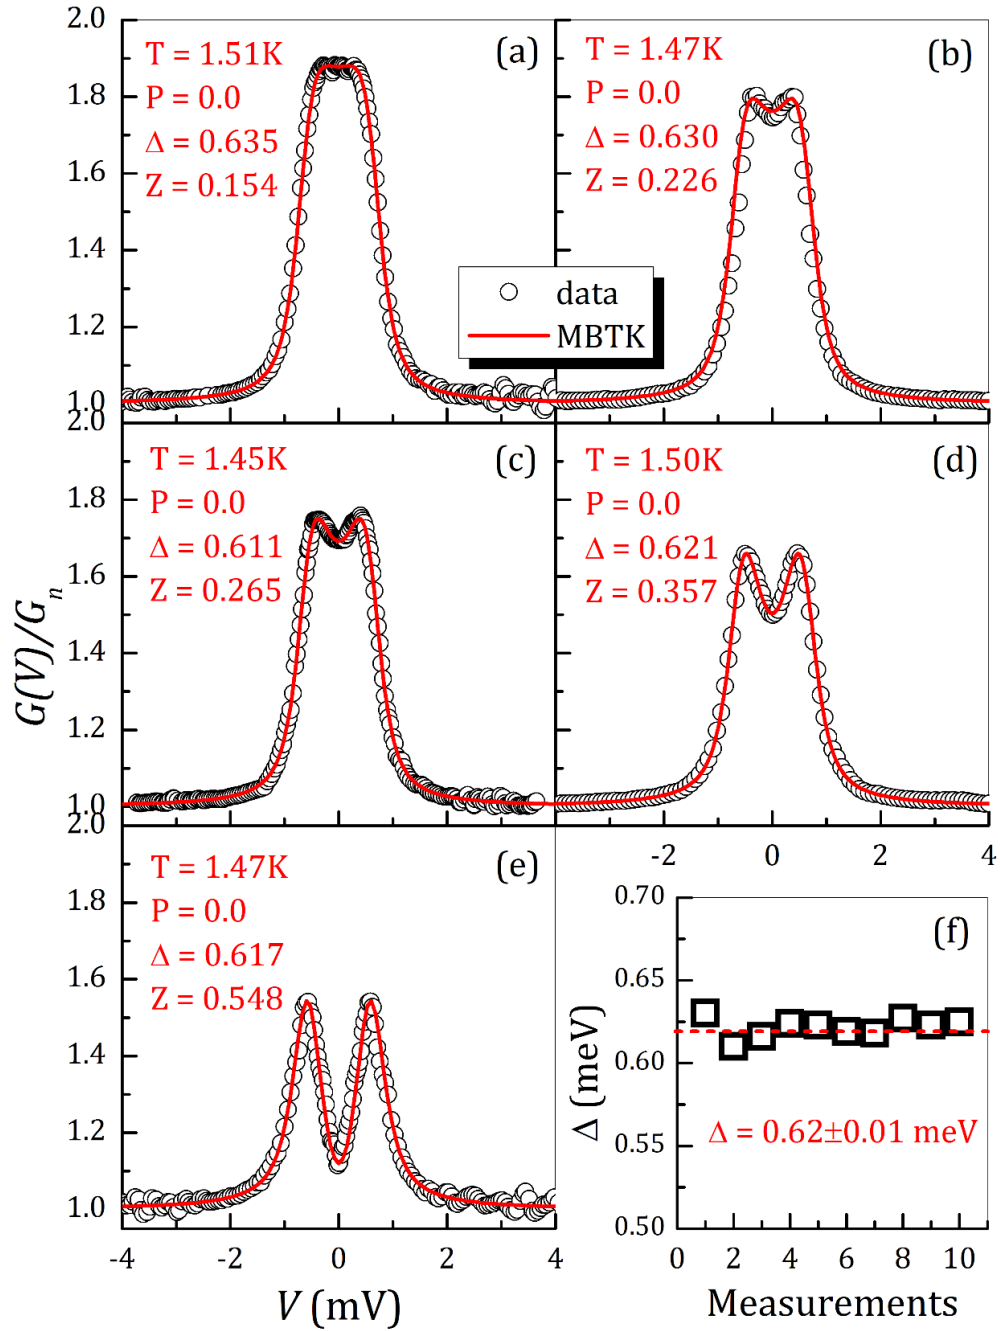 2.0
1.8
1.6
1.4
1.2
1.0
T = 1.51K
P = 0.0
Δ = 0.635
Z = 0.154
(a)
T = 1.47K
P = 0.0
Δ = 0.630
Z = 0.226
(b)
data
MBTK
2.0
1.8
1.6
1.4
1.2
1.0
T = 1.45K
P = 0.0
Δ = 0.611
Z = 0.265
(c)
T = 1.50K
P = 0.0
Δ = 0.621
Z = 0.357
(d)
-2 0 2 4
G(V)/Gn
2.0
1.8
1.6
1.4
1.2
1.0
T = 1.47K
P = 0.0
Δ = 0.617
Z = 0.548
(e)
-4 -2 0 2 4
V (mV)
0.70
0.65
0.60
0.55
0.50
Δ (meV)
(f)
Δ = 0.62±0.01 meV
0 2 4 6 8 10
Measurements